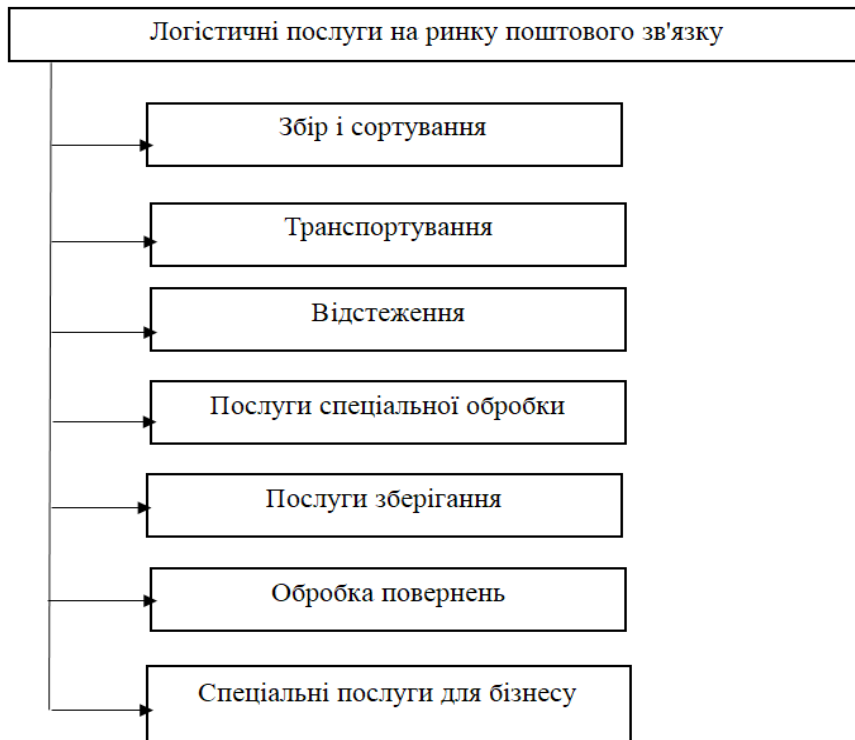 Логістичні послуги на ринку поштового зв'язку
Збір і сортування
Транспортування
Відстеження
Послуги спеціальної обробки
Послуги зберігання
Обробка повернень
Спеціальні послуги для бізнесу